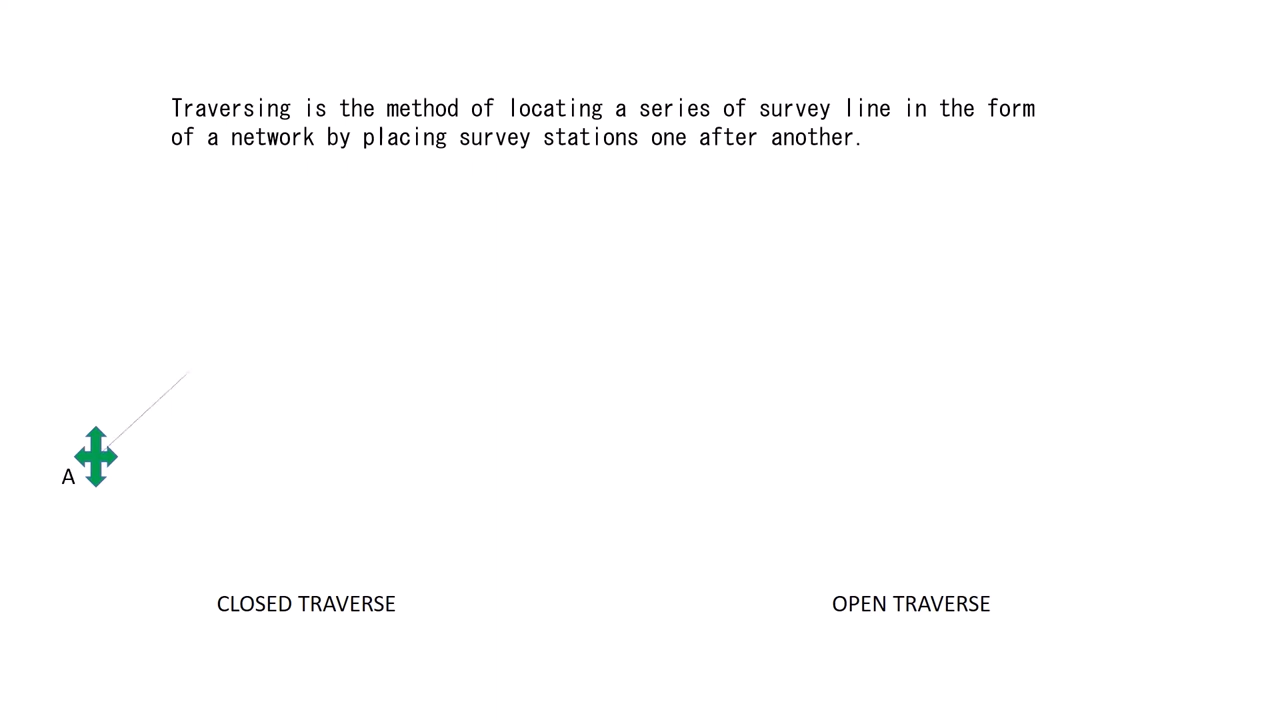 Traversing is the method of locating a series of survey line in the form
of a network by placing survey stations one after another.
A
CLOSED TRAVERSE
OPEN TRAVERSE